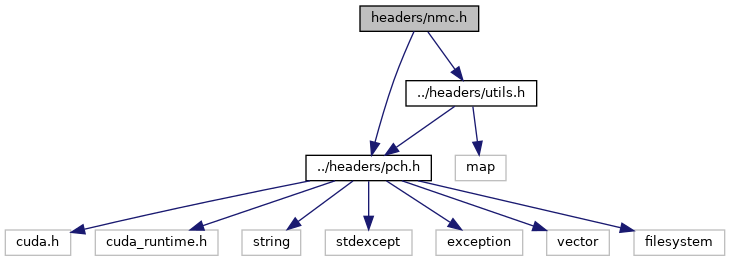 headers/nmc.h
../headers/utils.h
../headers/pch.h
map
cuda.h
cuda_runtime.h
string
stdexcept
exception
vector
filesystem